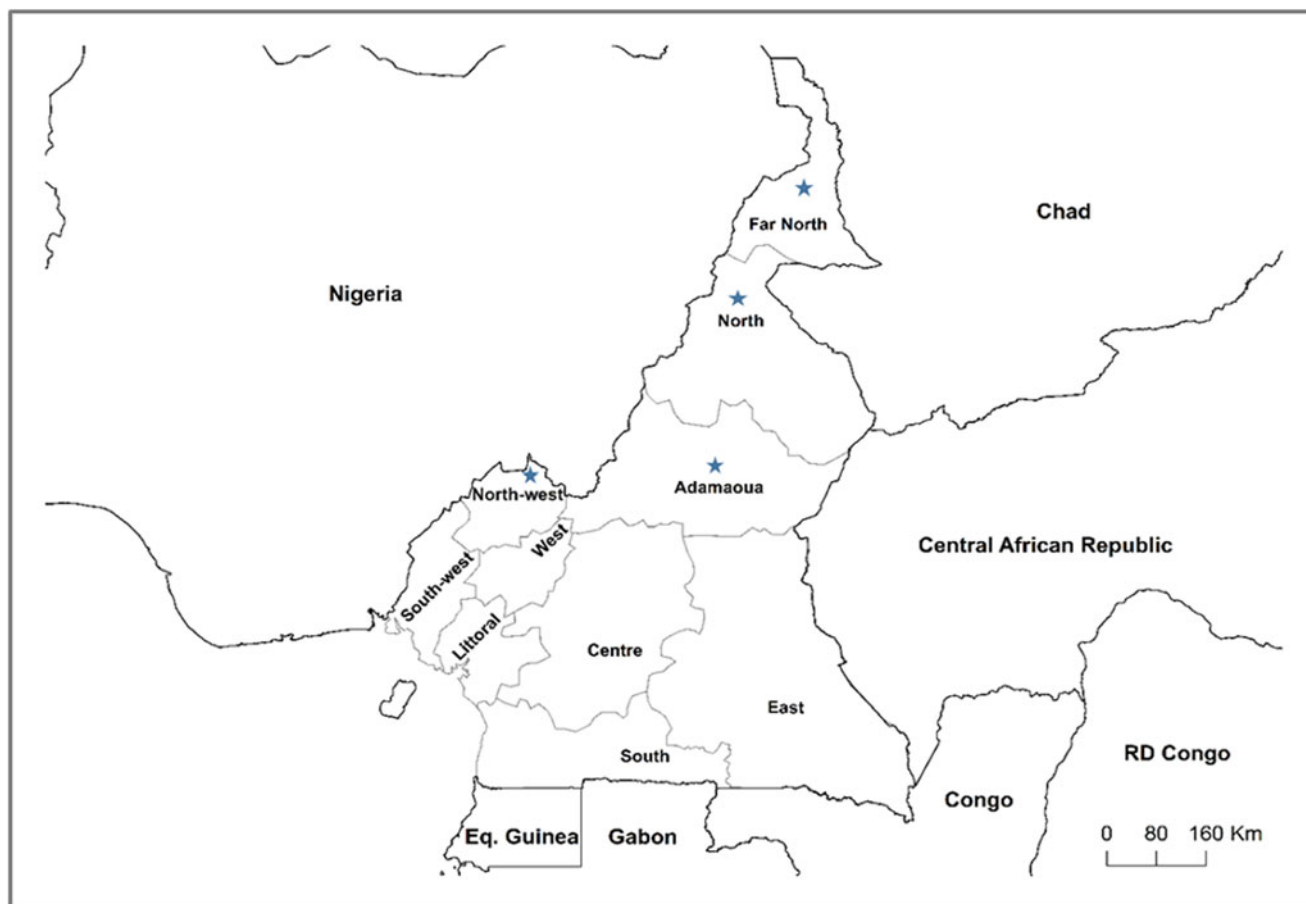 Far North
Chad
Nigeria
North
North-west
Adamaoua
West
South-west
Central African Republic
Littoral
Centre
East
South
RD Congo
Congo
Eq. Guinea
Gabon
0 80 160 Km